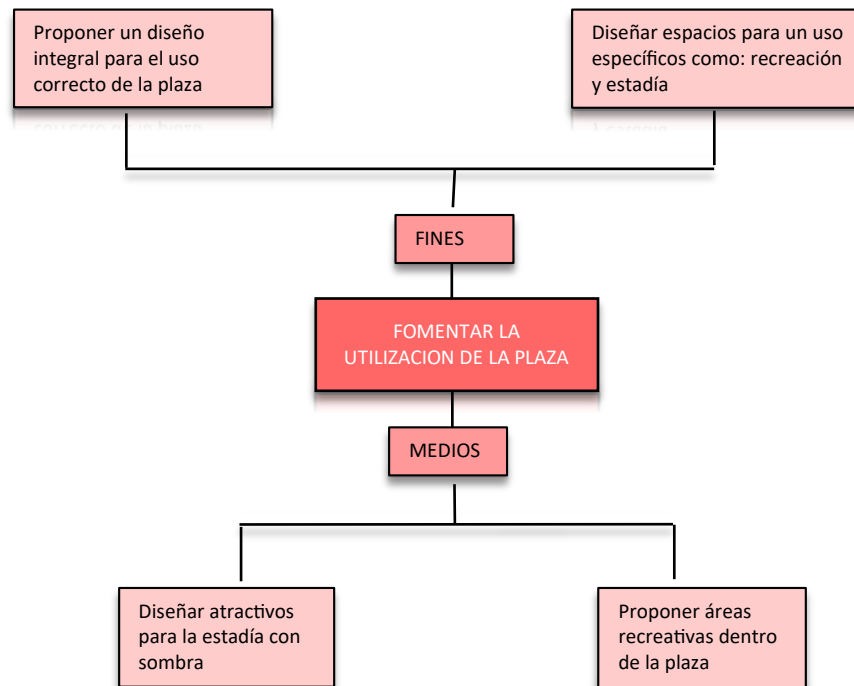 Proponer un diseño
integral para el uso
correcto de la plaza
Diseñar espacios para un uso
específicos como: recreación
y estadía
FINES
FOMENTAR LA
UTILIZACION DE LA PLAZA
MEDIOS
Diseñar atractivos
para la estadía con
sombra
Proponer áreas
recreativas dentro
de la plaza